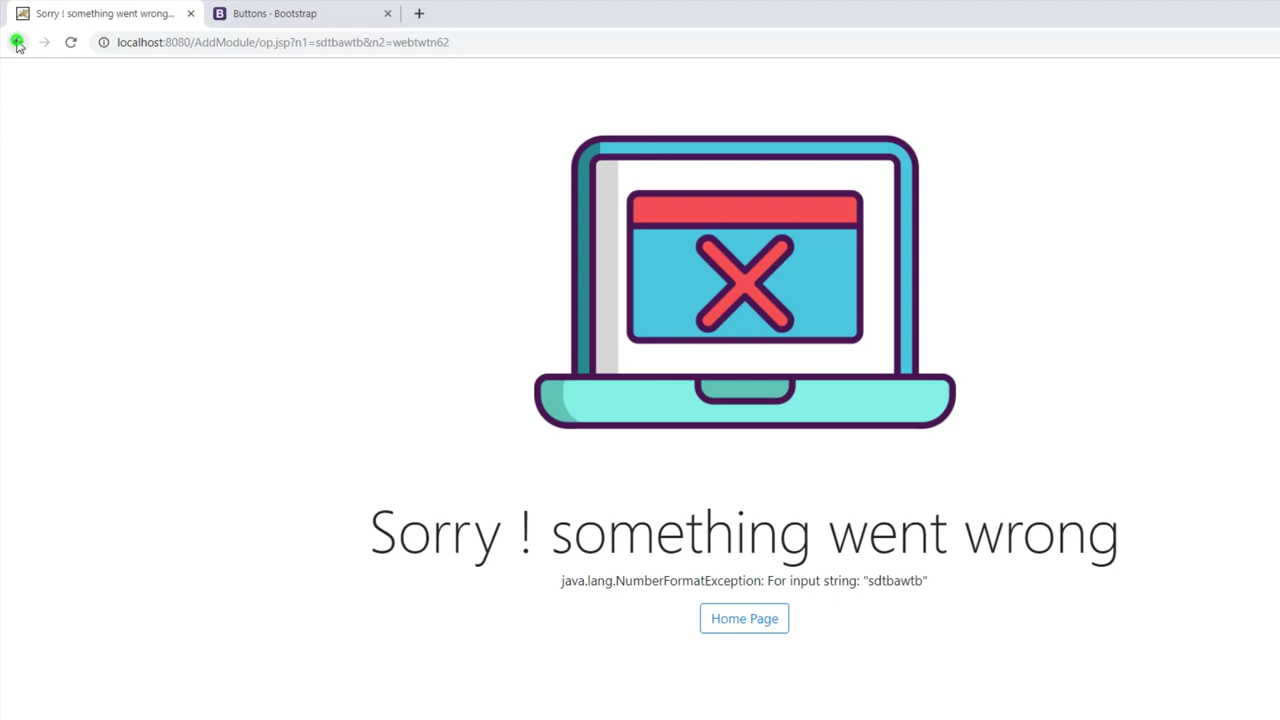 Sorry ! something went wrong...
Buttons · Bootstrap
localhost:8080/AddModule/op.jsp?n1=sdtbawtb&n2=webtwtn62
Sorry ! something went wrong
java.lang.NumberFormatException: For input string: "sdtbawtb"
Home Page